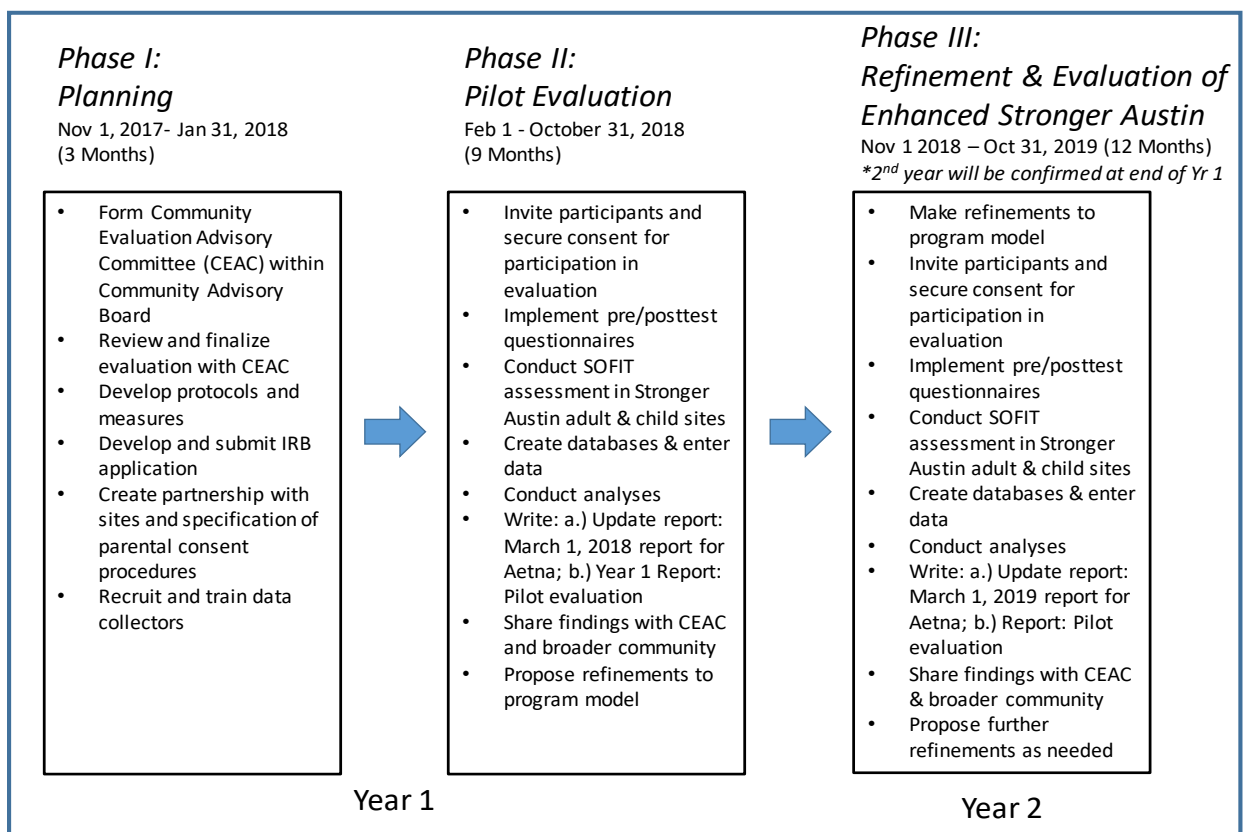 Phase I:
Planning
Nov 1, 2017- Jan 31, 2018
(3 Months)
• Form Community
Evaluation Advisory
Committee (CEAC) within
Community Advisory
Board
• Review and finalize
evaluation with CEAC
• Develop protocols and
measures
• Develop and submit IRB
application
• Create partnership with
sites and specification of
parental consent
procedures
• Recruit and train data
collectors
Phase II:
Pilot Evaluation
Feb 1 - October 31, 2018
(9 Months)
• Invite participants and
secure consent for
participation in
evaluation
• Implement pre/posttest
questionnaires
• Conduct SOFIT
assessment in Stronger
Austin adult & child sites
• Create databases & enter
data
• Conduct analyses
• Write: a.) Update report:
March 1, 2018 report for
Aetna; b.) Year 1 Report:
Pilot evaluation
• Share findings with CEAC
and broader community
• Propose refinements to
program model
Phase III:
Refinement & Evaluation of
Enhanced Stronger Austin
Nov 1 2018 – Oct 31, 2019 (12 Months)
*2nd year will be confirmed at end of Yr 1
• Make refinements to
program model
• Invite participants and
secure consent for
participation in
evaluation
• Implement pre/posttest
questionnaires
• Conduct SOFIT
assessment in Stronger
Austin adult & child sites
• Create databases & enter
data
• Conduct analyses
• Write: a.) Update report:
March 1, 2019 report for
Aetna; b.) Report: Pilot
evaluation
• Share findings with CEAC
& broader community
• Propose further
refinements as needed
Year 1
Year 2